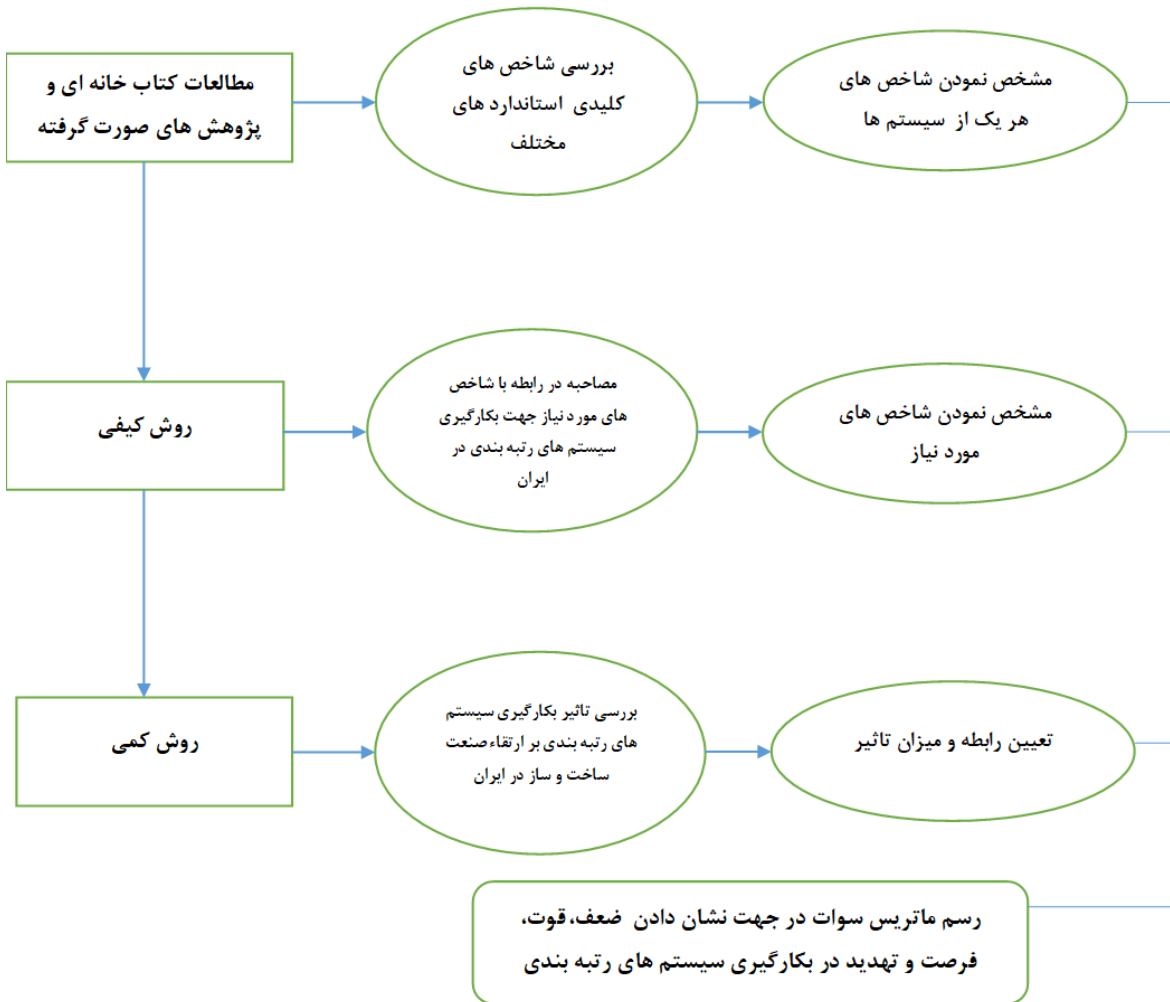 مطالعات کتاب خانه ای و
پژوهش های صورت گرفته
بررسی شاخص های
کلیدی استاندارد های
مختلف
مشخص نمودن شاخص های
هر یک از سیستم ها
روش کیفی
مصاحبه در رابطه با شاخص
های مورد نیاز جهت بکارگیری
سیستم های رتبه بندی در
ایران
مشخص نمودن شاخص های
مورد نیاز
روش کمی
بررسی تاثیر بکارگیری سیستم
های رتبه بندی بر ارتقاء صنعت
ساخت و ساز در ایران
تعیین رابطه و میزان تاثیر
رسم ماتریس سوات در جهت نشان دادن ضعف، قوت،
فرصت و تهدید در بکارگیری سیستم های رتبه بندی